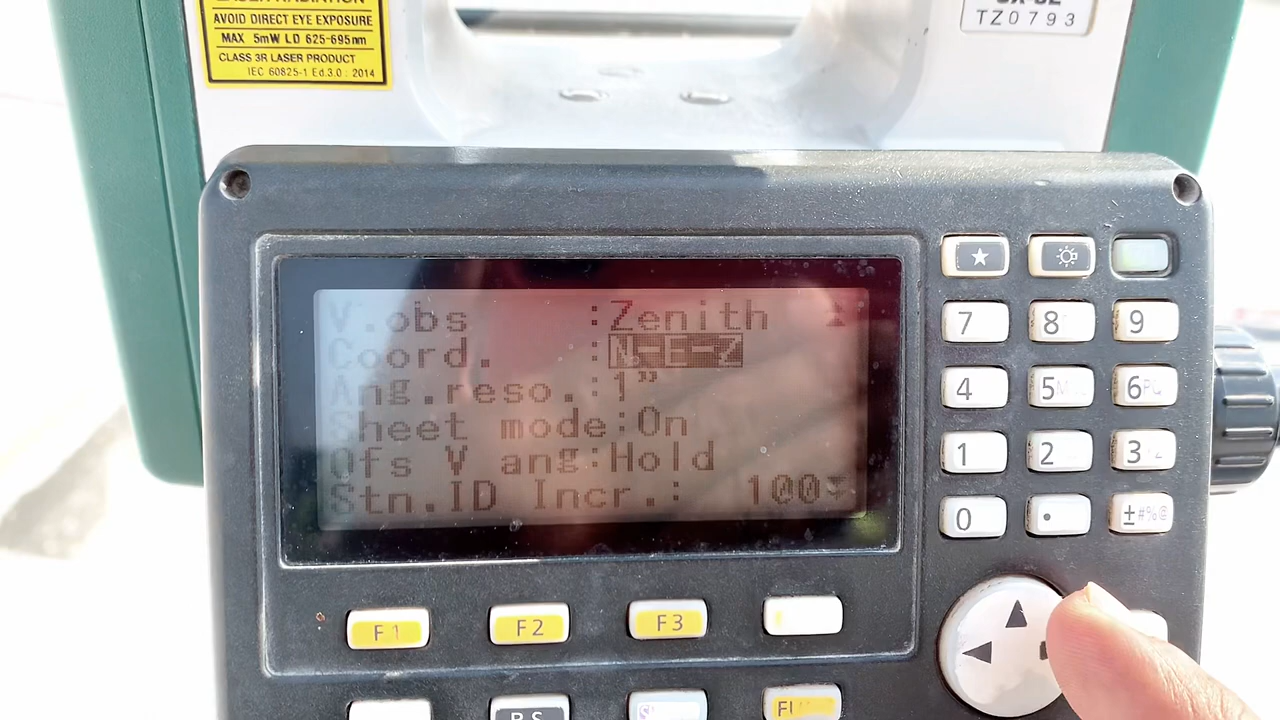 AVOID DIRECT EYE EXPOSURE
MAX 5mW LD 625-695nm
CLASS 3R LASER PRODUCT
IEC 60825-1 Ed.3.0 : 2014
TZ0793
V.obs :Zenith
Coord. :N-E-Z
Ang.reso.:1"
Sheet mode:On
Ofs V ang:Hold
Stn.ID Incr.: 100
7 8 9
4 5 6
1 2 3
0 . ±#%@
F1 F2 F3